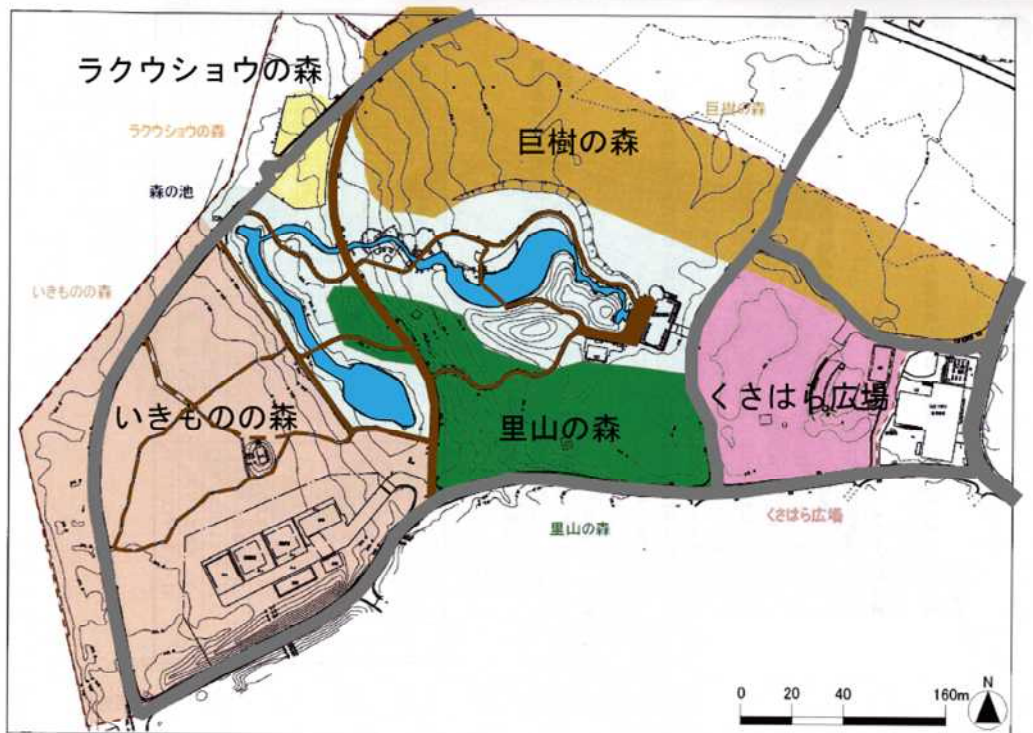 ラクウショウの森
ラクウショウの森
巨樹の森
巨樹の森
森の池
いきものの森
いきものの森
里山の森
くさはら広場
里山の森
くさはら広場
0 20 40 160m
N